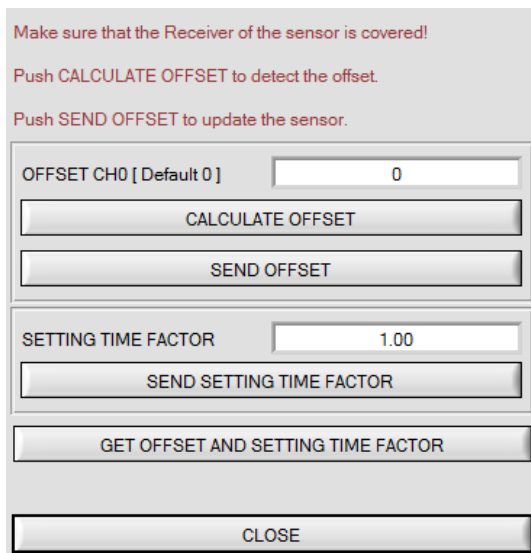 Make sure that the Receiver of the sensor is covered!
Push CALCULATE OFFSET to detect the offset.
Push SEND OFFSET to update the sensor.
OFFSET CH0 [ Default 0 ] 0
CALCULATE OFFSET
SEND OFFSET
SETTING TIME FACTOR 1.00
SEND SETTING TIME FACTOR
GET OFFSET AND SETTING TIME FACTOR
CLOSE